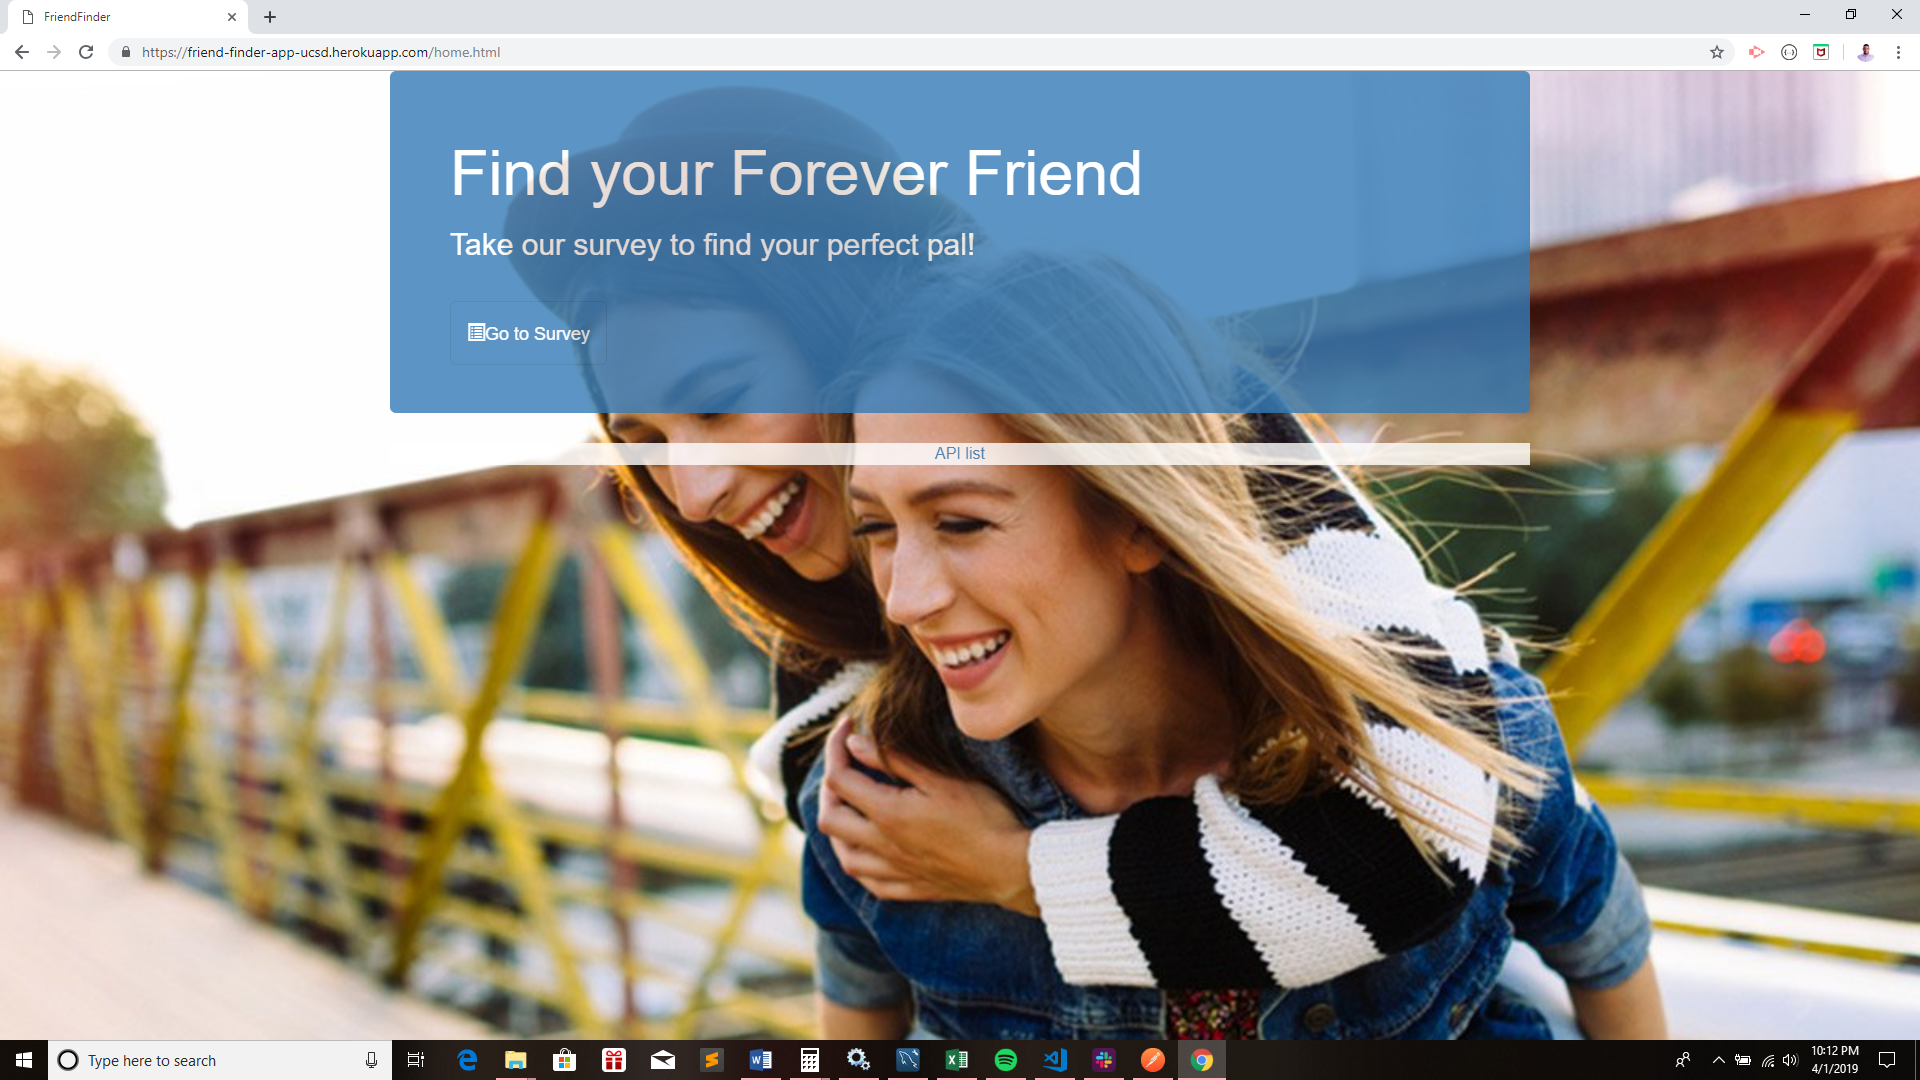 FriendFinder
https://friend-finder-app-ucsd.herokuapp.com/home.html
Find your Forever Friend
Take our survey to find your perfect pal!
Go to Survey
API list
Type here to search
10:12 PM
4/1/2019